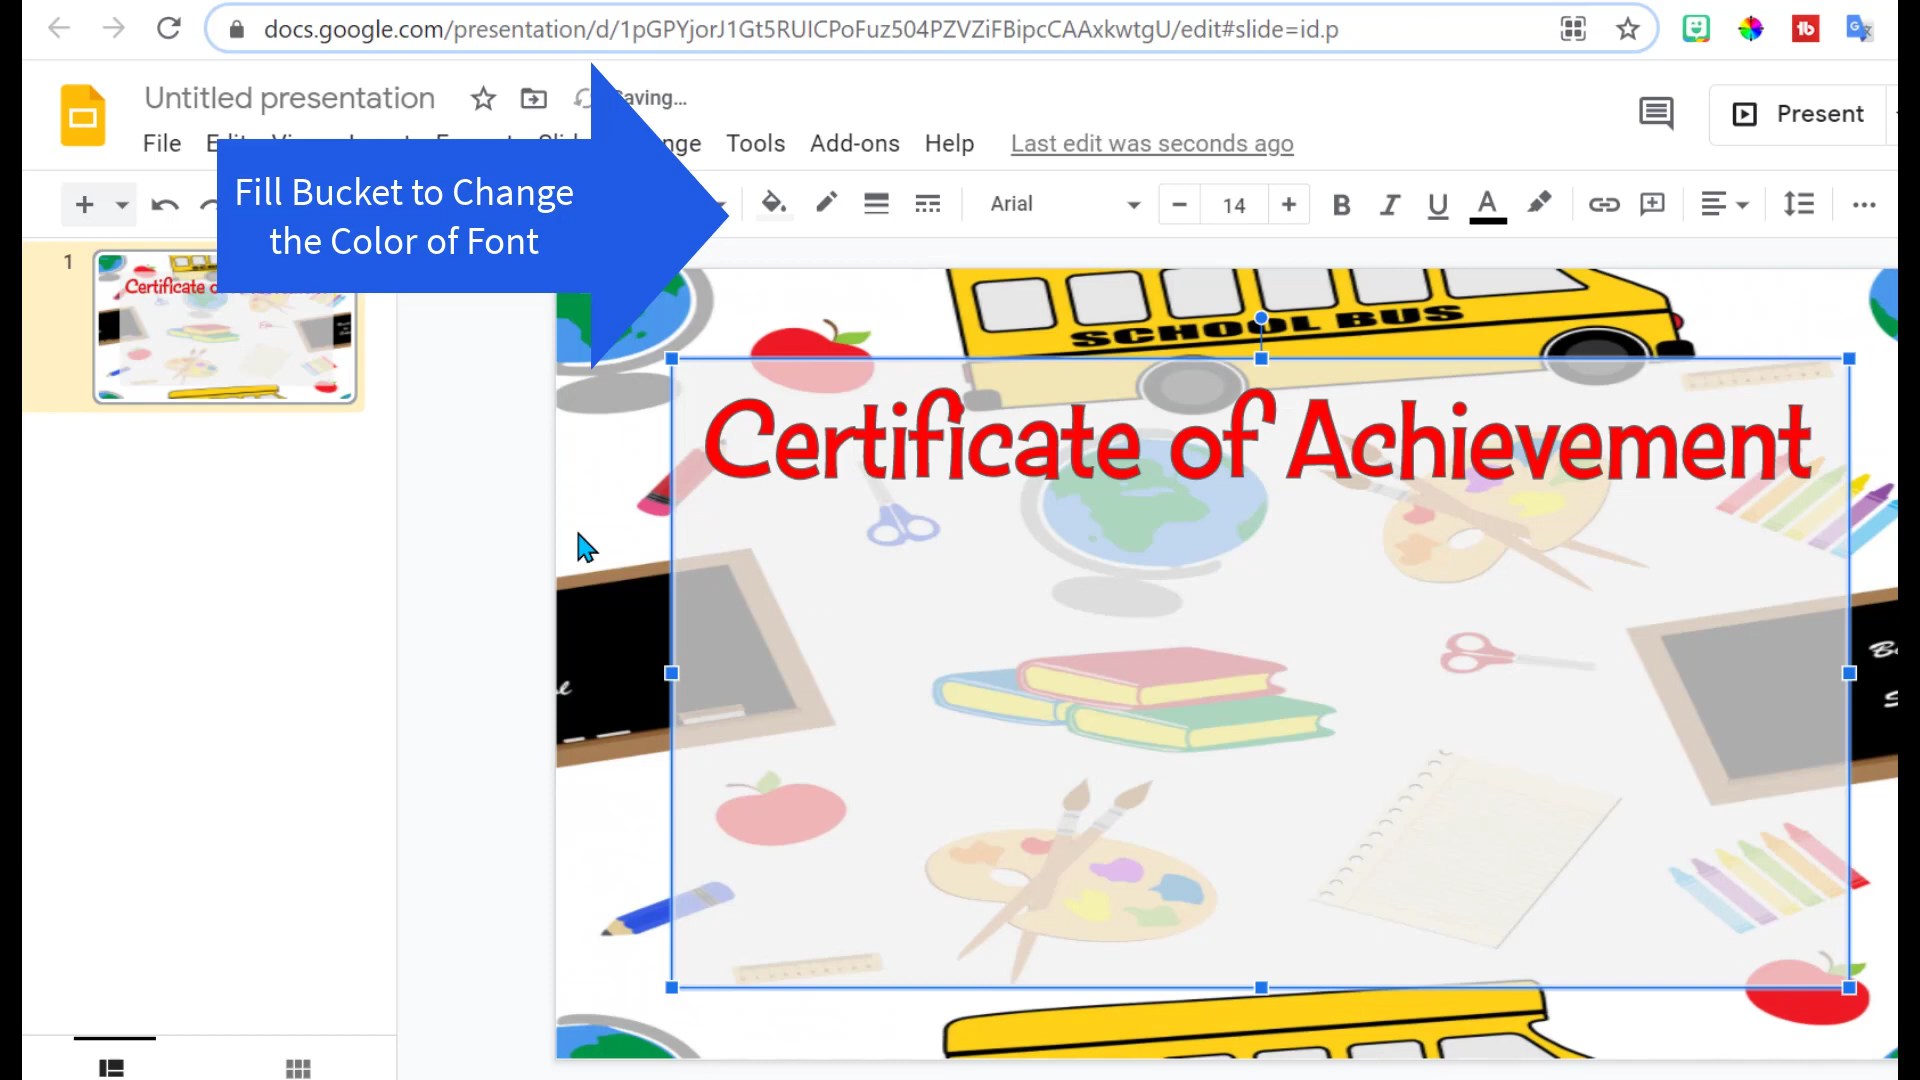 docs.google.com/presentation/d/1pGPYjorJ1Gt5RUICPoFuz504PZVZiFBipcCAAxkwtgU/edit#slide=id.p
Untitled presentation
Saving...
File
Tools Add-ons Help Last edit was seconds ago
Present
Fill Bucket to Change
the Color of Font
Arial
14
B I U A
1
Certificate of
SCHOOL BUS
Certificate of Achievement